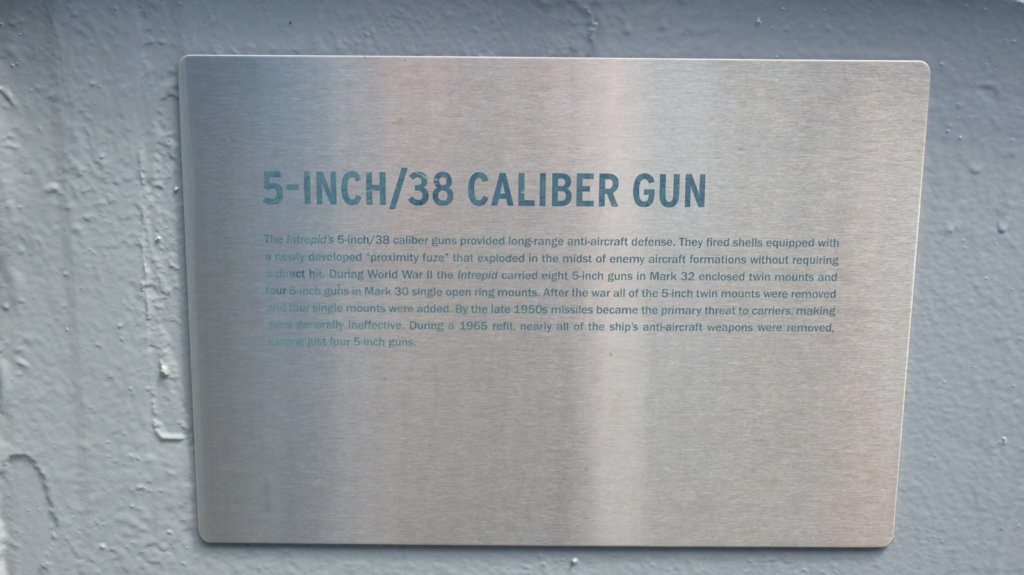 5-INCH/38 CALIBER GUN
The Intrepid's 5-inch/38 caliber guns provided long-range anti-aircraft defense. They fired shells equipped with
a newly developed "proximity fuze" that exploded in the midst of enemy aircraft formations without requiring
a direct hit. During World War II the Intrepid carried eight 5-inch guns in Mark 32 enclosed twin mounts and
four 5-inch guns in Mark 30 single open ring mounts. After the war all of the 5-inch twin mounts were removed
and four single mounts were added. By the late 1950s missiles became the primary threat to carriers, making
guns generally ineffective. During a 1965 refit, nearly all of the ship's anti-aircraft weapons were removed,
leaving just four 5-inch guns.